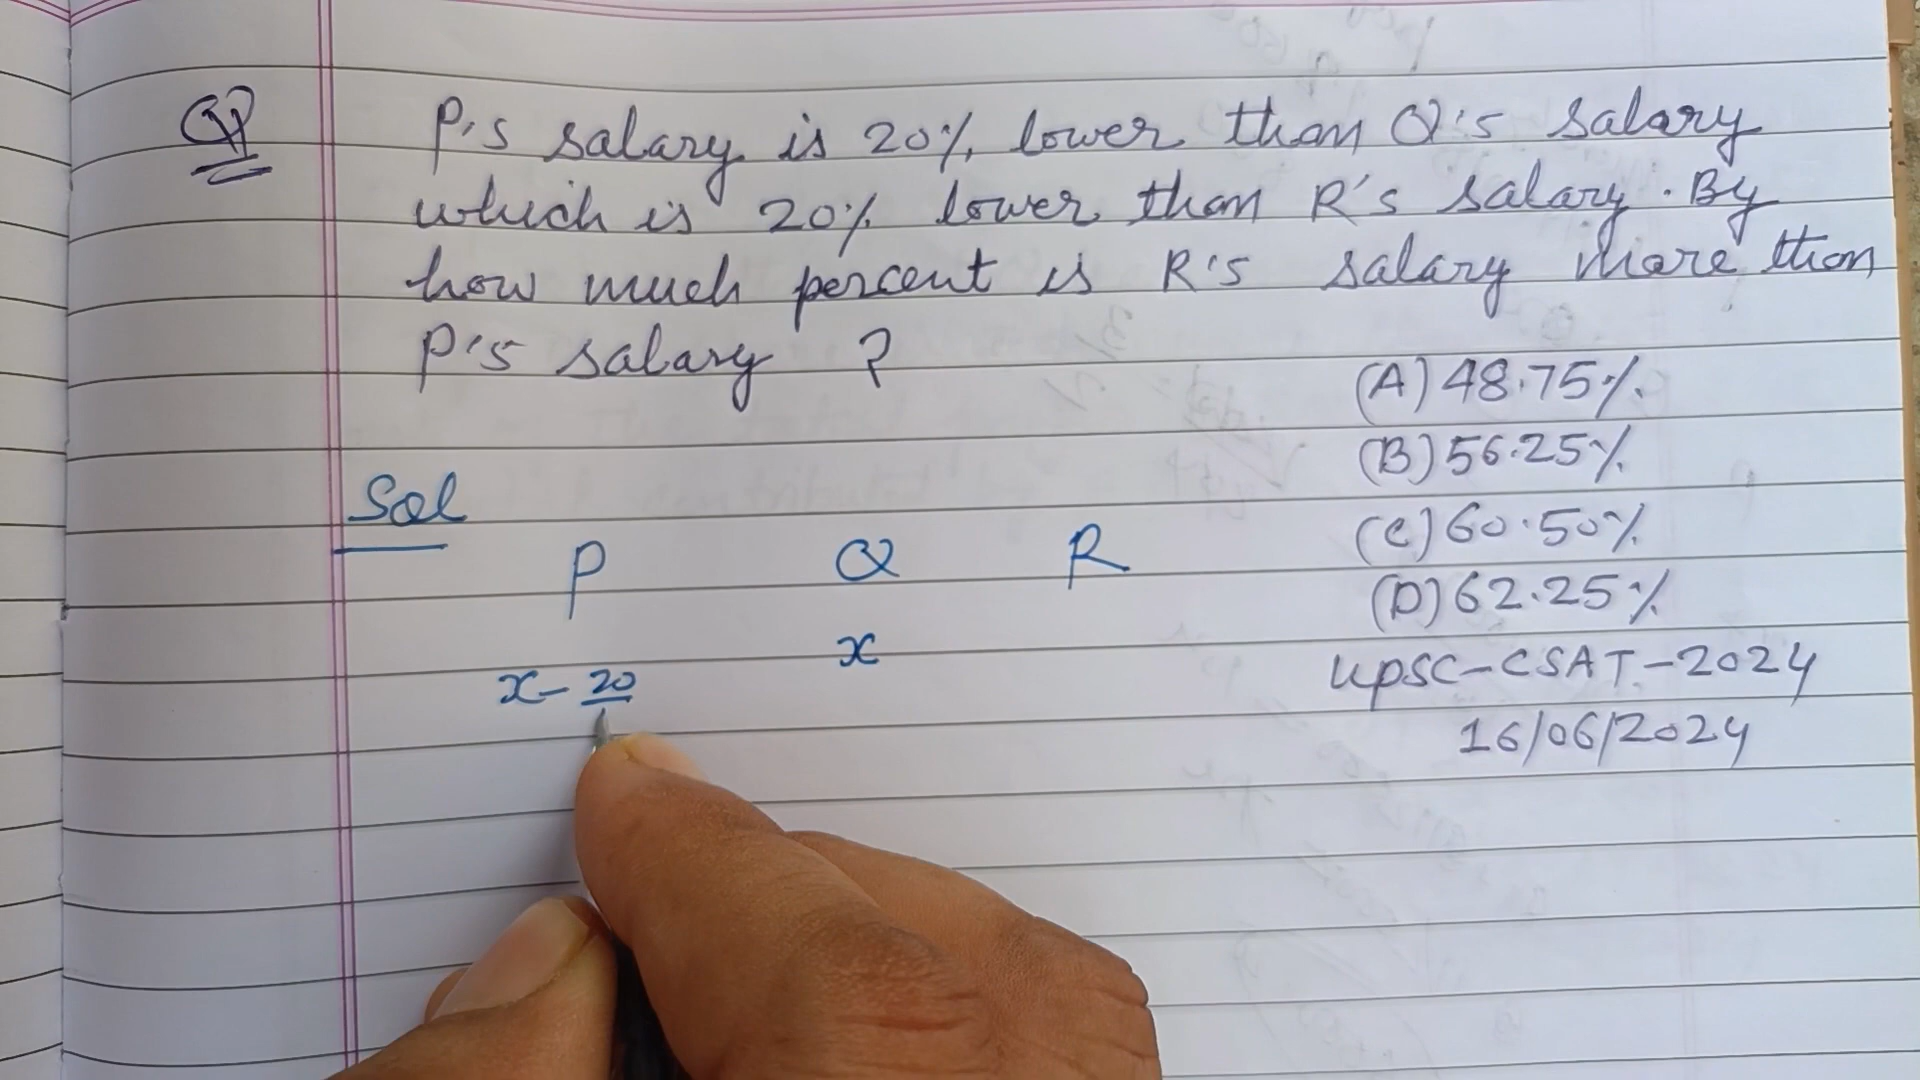 Q P's salary is 20% lower than Q's salary
which is 20% lower than R's salary. By
how much percent is R's salary more than
P's salary ?
(A) 48.75%
(B) 56.25%
(C) 60.50%
(D) 62.25%
UPSC-CSAT-2024
16/06/2024
Sol
P Q R
x
x - 20